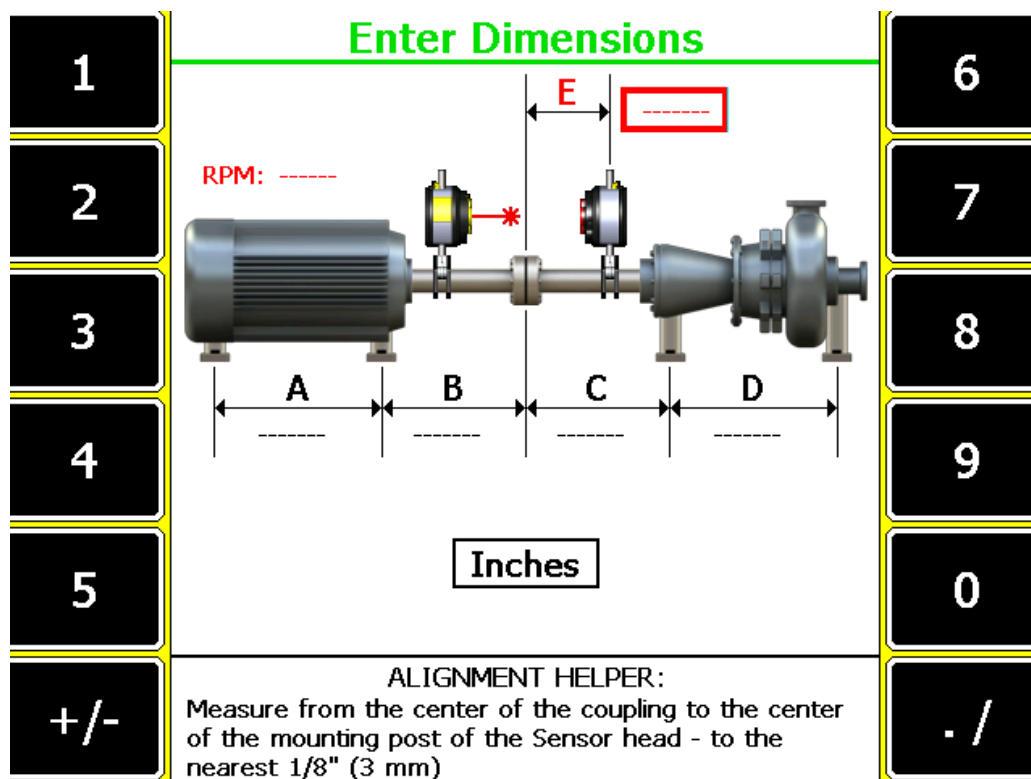 Enter Dimensions
1
2
3
4
5
+/-
6
7
8
9
0
. /
E
-------
RPM: ------
A B C D
------- ------- ------- -------
Inches
ALIGNMENT HELPER:
Measure from the center of the coupling to the center
of the mounting post of the Sensor head - to the
nearest 1/8" (3 mm)